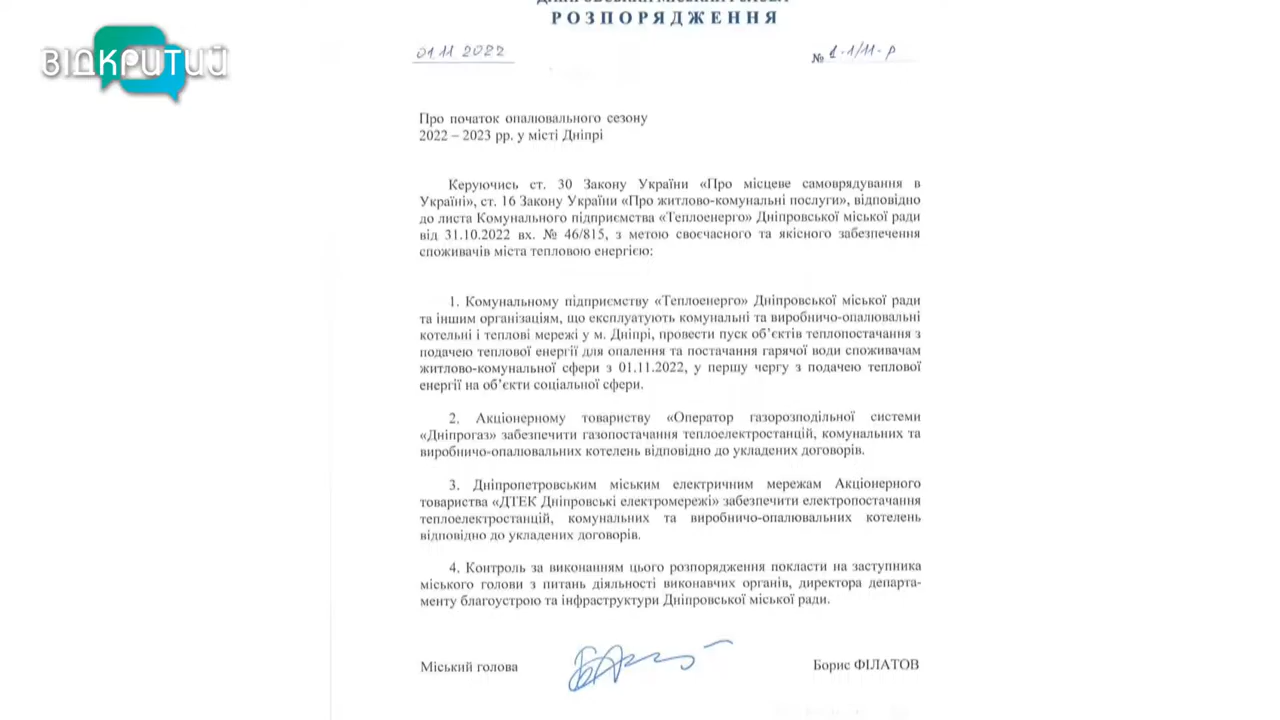 ВІДКРИТИЙ
РОЗПОРЯДЖЕННЯ
01.11.2022
№ 1-1/11-р
Про початок опалювального сезону
2022 – 2023 рр. у місті Дніпрі
Керуючись ст. 30 Закону України «Про місцеве самоврядування в
Україні», ст. 16 Закону України «Про житлово-комунальні послуги», відповідно
до листа Комунального підприємства «Теплоенерго» Дніпровської міської ради
від 31.10.2022 вх. № 46/815, з метою своєчасного та якісного забезпечення
споживачів міста тепловою енергією:
1. Комунальному підприємству «Теплоенерго» Дніпровської міської ради
та іншим організаціям, що експлуатують комунальні та виробничо-опалювальні
котельні і теплові мережі у м. Дніпрі, провести пуск об’єктів теплопостачання з
подачею теплової енергії для опалення та постачання гарячої води споживачам
житлово-комунальної сфери з 01.11.2022, у першу чергу з подачею теплової
енергії на об’єкти соціальної сфери.
2. Акціонерному товариству «Оператор газорозподільної системи
«Дніпрогаз» забезпечити газопостачання теплоелектростанцій, комунальних та
виробничо-опалювальних котелень відповідно до укладених договорів.
3. Дніпропетровським міським електричним мережам Акціонерного
товариства «ДТЕК Дніпровські електромережі» забезпечити електропостачання
теплоелектростанцій, комунальних та виробничо-опалювальних котелень
відповідно до укладених договорів.
4. Контроль за виконанням цього розпорядження покласти на заступника
міського голови з питань діяльності виконавчих органів, директора департа-
менту благоустрою та інфраструктури Дніпровської міської ради.
Міський голова
Борис ФІЛАТОВ